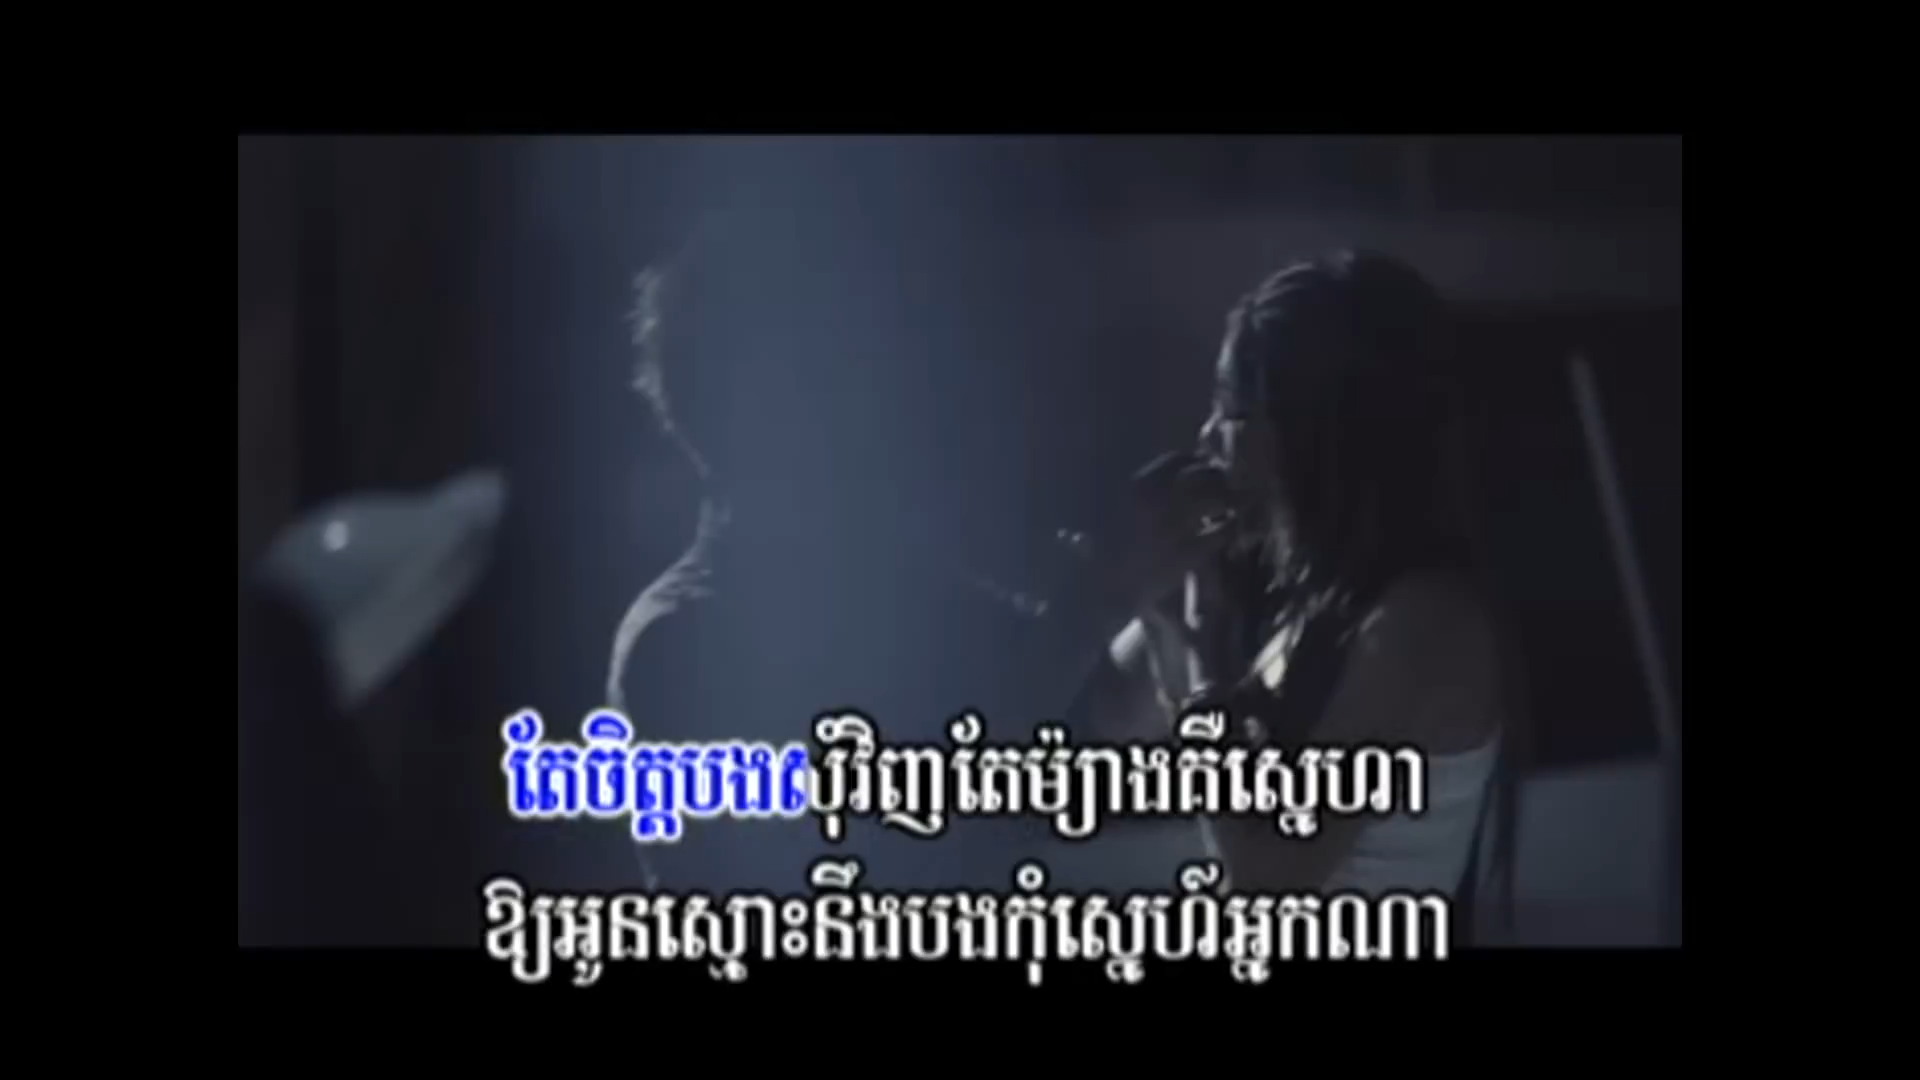 តែចិត្តបងសុំវិញតែម៉្យាងគឺស្នេហា
ឱ្យអូនស្មោះនឹងបងកុំស្នេហ៍អ្នកណា